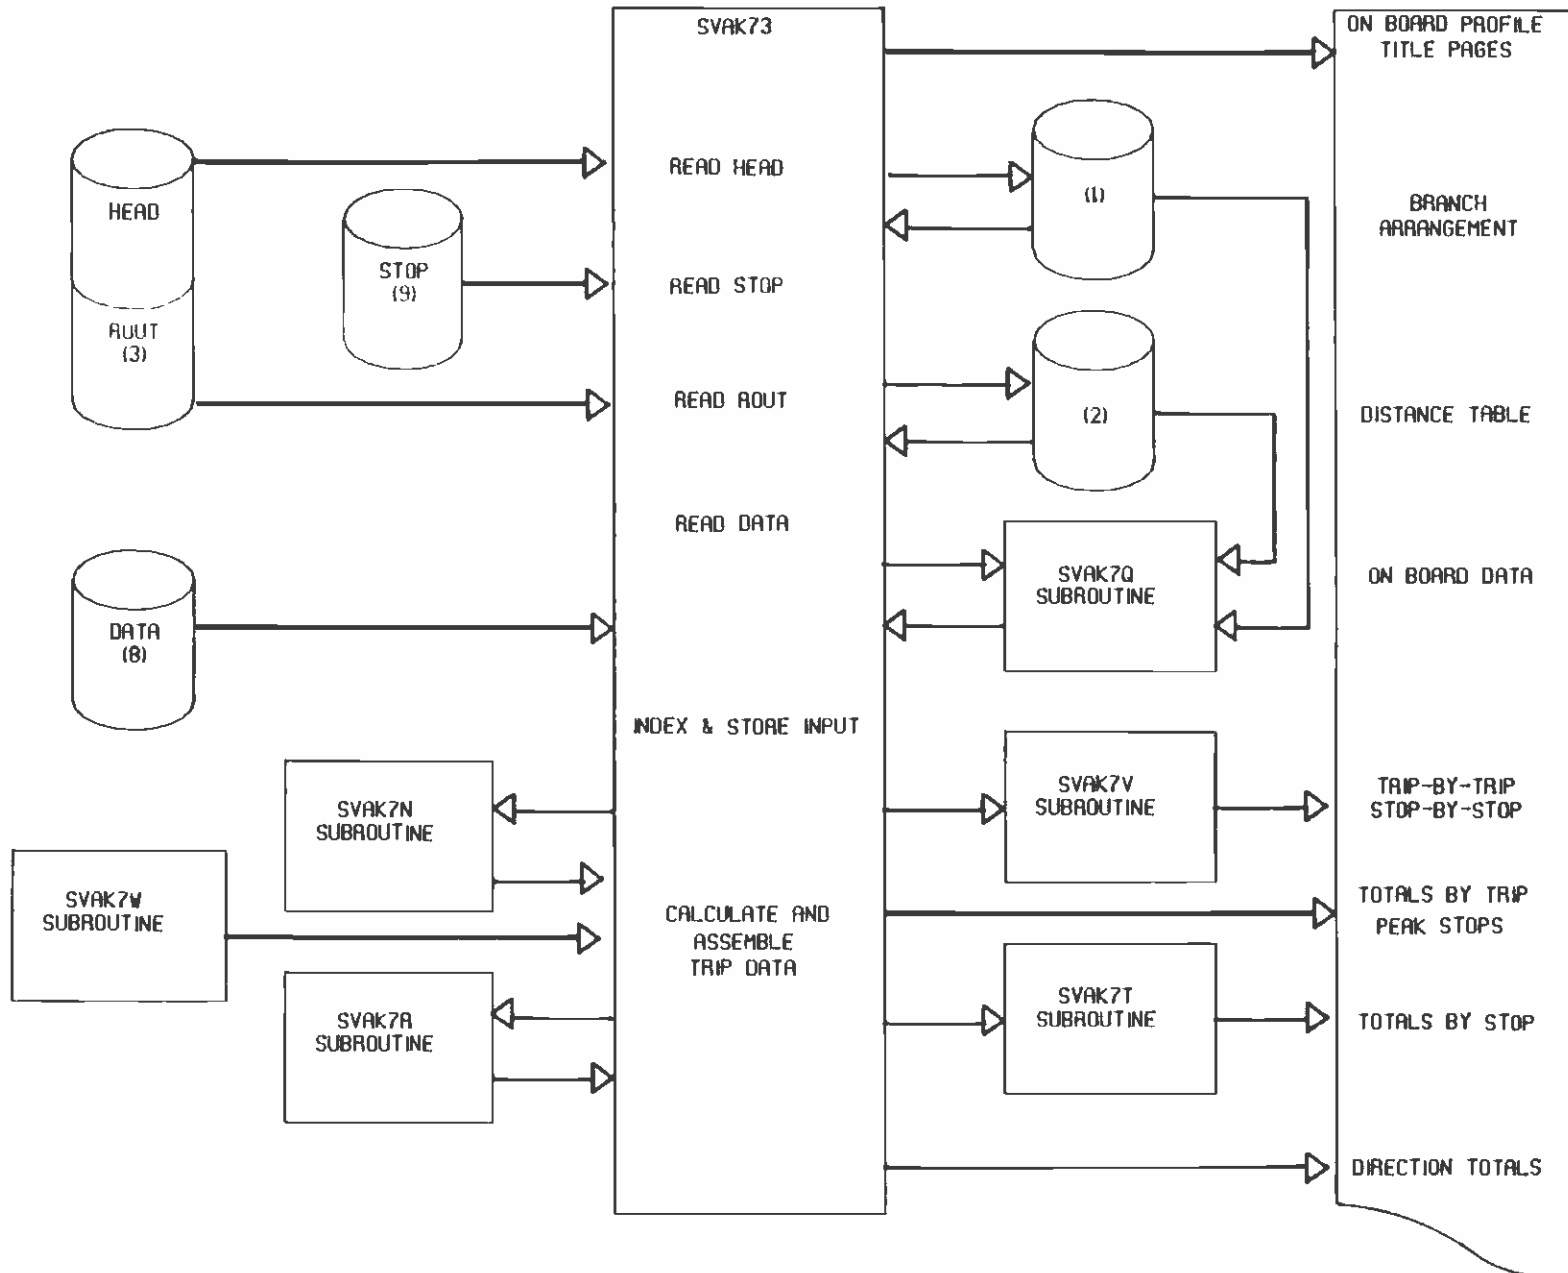 SVAK73
ON BOARD PROFILE
TITLE PAGES
READ HEAD
HEAD
(1)
BRANCH
ARRANGEMENT
STOP
(9)
READ STOP
ROUT
(3)
READ ROUT
(2)
DISTANCE TABLE
READ DATA
SVAK7Q
SUBROUTINE
ON BOARD DATA
DATA
(8)
INDEX & STORE INPUT
SVAK7N
SUBROUTINE
SVAK7V
SUBROUTINE
TRIP-BY-TRIP
STOP-BY-STOP
SVAK7W
SUBROUTINE
CALCULATE AND
ASSEMBLE
TRIP DATA
TOTALS BY TRIP
PEAK STOPS
SVAK7R
SUBROUTINE
SVAK7T
SUBROUTINE
TOTALS BY STOP
DIRECTION TOTALS